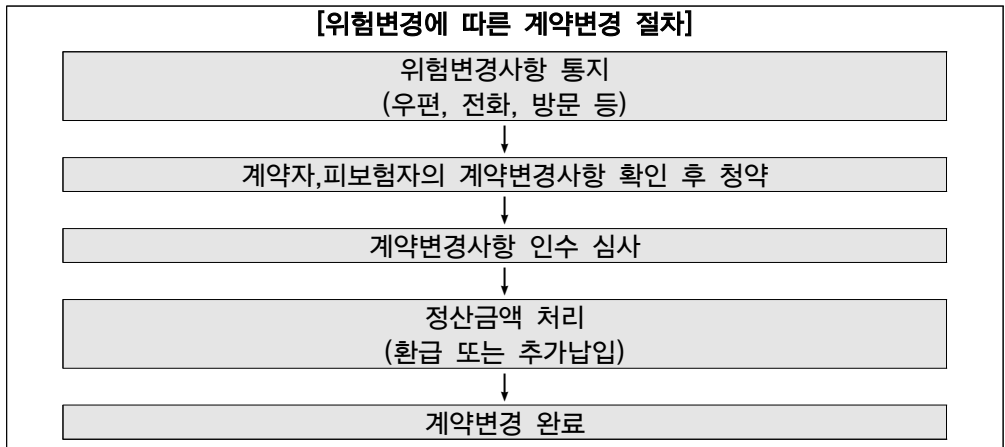 [위험변경에 따른 계약변경 절차]
위험변경사항 통지
(우편, 전화, 방문 등)
계약자,피보험자의 계약변경사항 확인 후 청약
계약변경사항 인수 심사
정산금액 처리
(환급 또는 추가납입)
계약변경 완료